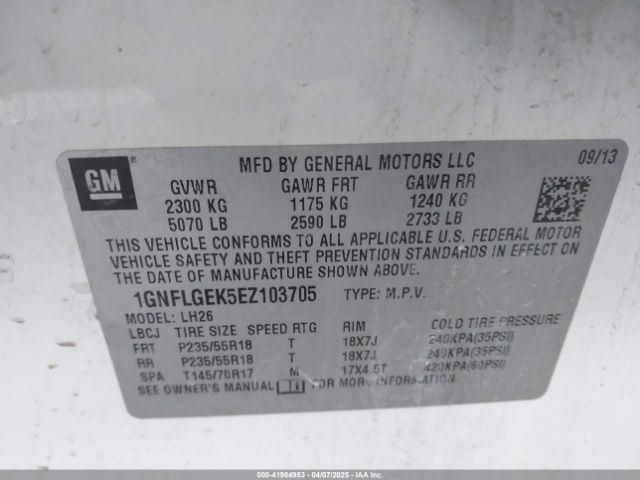 GM
MFD BY GENERAL MOTORS LLC 09/13
GVWR GAWR FRT GAWR RR
2300 KG 1175 KG 1240 KG
5070 LB 2590 LB 2733 LB
THIS VEHICLE CONFORMS TO ALL APPLICABLE U.S. FEDERAL MOTOR
VEHICLE SAFETY AND THEFT PREVENTION STANDARDS IN EFFECT ON
THE DATE OF MANUFACTURE SHOWN ABOVE.
1GNFLGEK5EZ103705 TYPE: M.P.V.
MODEL: LH26
LBCJ TIRE SIZE SPEED RTG RIM COLD TIRE PRESSURE
FRT P235/55R18 T 18X7J 240KPA(35PSI)
RR P235/55R18 T 18X7J 240KPA(35PSI)
SPA T145/70R17 M 17X4.5T 420KPA(60PSI)
SEE OWNER'S MANUAL FOR MORE INFORMATION.
000-41984953 - 04/07/2025 - COPART/IAA